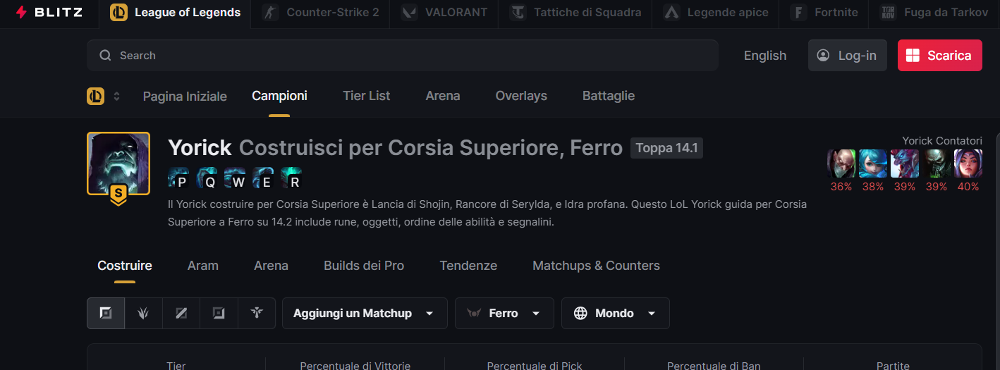 BLITZ
League of Legends
Counter-Strike 2
VALORANT
Tattiche di Squadra
Legende apice
Fortnite
Fuga da Tarkov
Search
English
Log-in
Scarica
Pagina Iniziale
Campioni
Tier List
Arena
Overlays
Battaglie
Yorick Costruisci per Corsia Superiore, Ferro
Toppa 14.1
Yorick Contatori
S
P
Q
W
E
R
36%
38%
39%
39%
40%
Il Yorick costruire per Corsia Superiore è Lancia di Shojin, Rancore di Serylda, e Idra profana. Questo LoL Yorick guida per Corsia
Superiore a Ferro su 14.2 include rune, oggetti, ordine delle abilità e segnalini.
Costruire
Aram
Arena
Builds dei Pro
Tendenze
Matchups & Counters
Aggiungi un Matchup
Ferro
Mondo
Tier
Percentuale di Vittorie
Percentuale di Pick
Percentuale di Ban
Partite